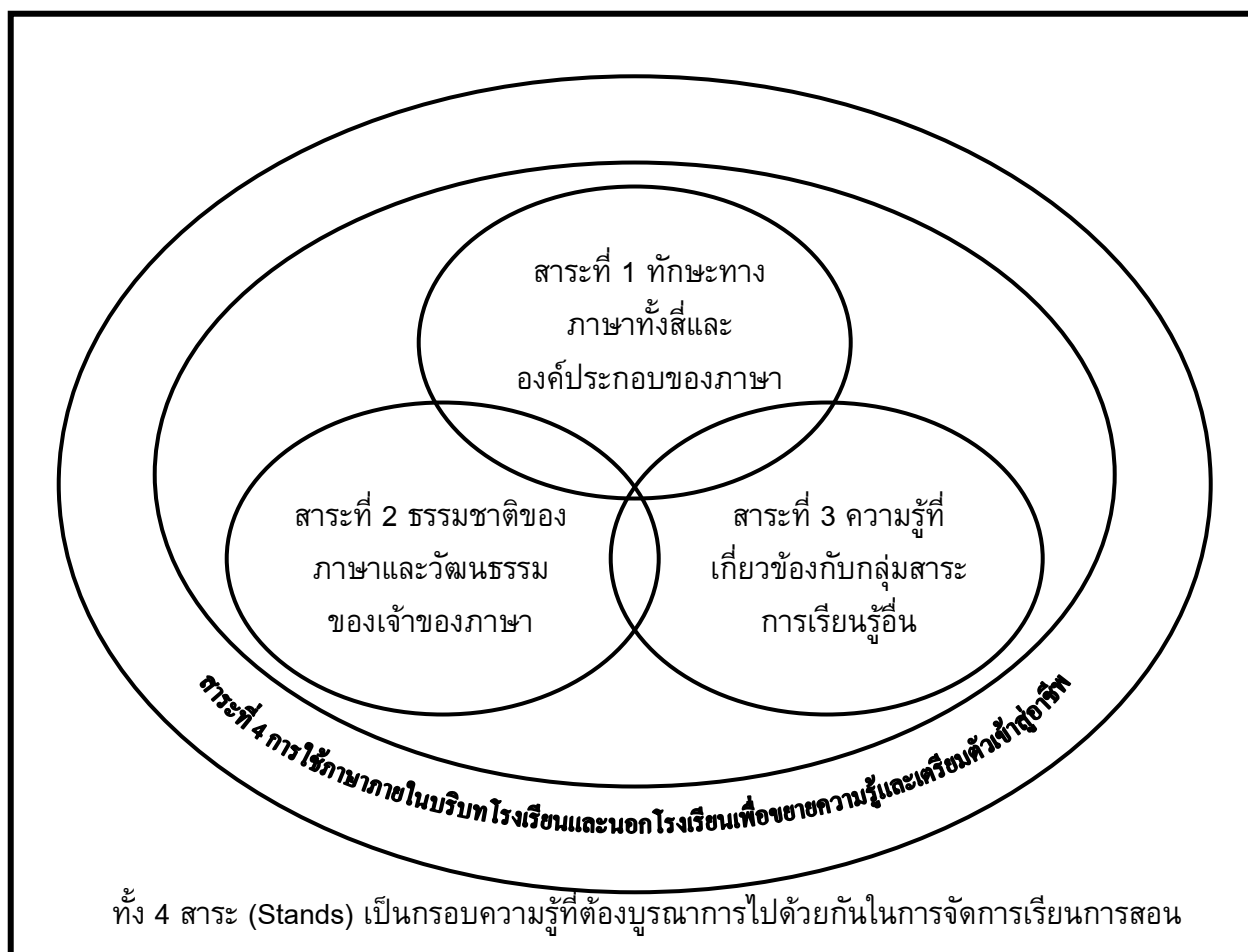 สาระที่ 1 ทักษะทาง
ภาษาทั้งสี่และ
องค์ประกอบของภาษา
สาระที่ 2 ธรรมชาติของ
ภาษาและวัฒนธรรม
ของเจ้าของภาษา
สาระที่ 3 ความรู้ที่
เกี่ยวข้องกับกลุ่มสาระ
การเรียนรู้อื่น
สาระที่ 4 การใช้ภาษาภายในบริบทโรงเรียนและนอกโรงเรียนเพื่อขยายความรู้และเตรียมตัวเข้าสู่อาชีพ
ทั้ง 4 สาระ (Stands) เป็นกรอบความรู้ที่ต้องบูรณาการไปด้วยกันในการจัดการเรียนการสอน